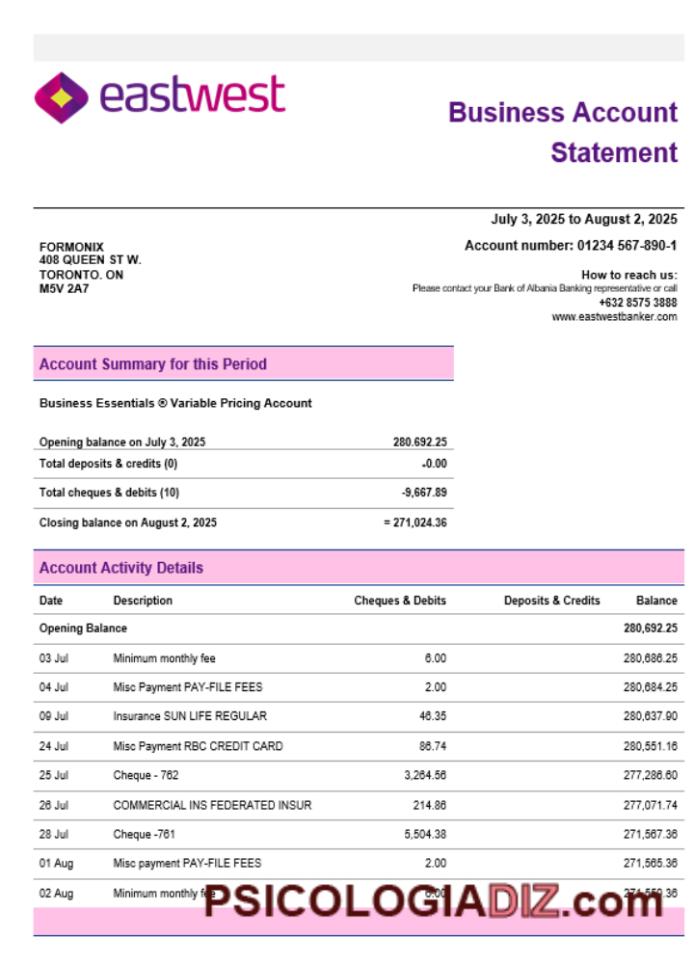 eastwest
Business Account
Statement
July 3, 2025 to August 2, 2025
FORMONIX
408 QUEEN ST W.
TORONTO. ON
M5V 2A7
Account number: 01234 567-890-1
How to reach us:
Please contact your Bank of Albania Banking representative or call
+632 8575 3888
www.eastwestbanker.com
Account Summary for this Period
Business Essentials ® Variable Pricing Account
Opening balance on July 3, 2025 280.692.25
Total deposits & credits (0) -0.00
Total cheques & debits (10) -9,667.89
Closing balance on August 2, 2025 = 271,024.36
Account Activity Details
Date Description Cheques & Debits Deposits & Credits Balance
Opening Balance 280,692.25
03 Jul Minimum monthly fee 6.00 280,686.25
04 Jul Misc Payment PAY-FILE FEES 2.00 280,684.25
09 Jul Insurance SUN LIFE REGULAR 46.35 280,637.90
24 Jul Misc Payment RBC CREDIT CARD 86.74 280,551.16
25 Jul Cheque - 762 3,264.56 277,286.60
26 Jul COMMERCIAL INS FEDERATED INSUR 214.86 277,071.74
28 Jul Cheque -761 5,504.38 271,567.36
01 Aug Misc payment PAY-FILE FEES 2.00 271,565.36
02 Aug Minimum monthly fee 6.00 271,559.36
PSICOLOGIADIZ.com